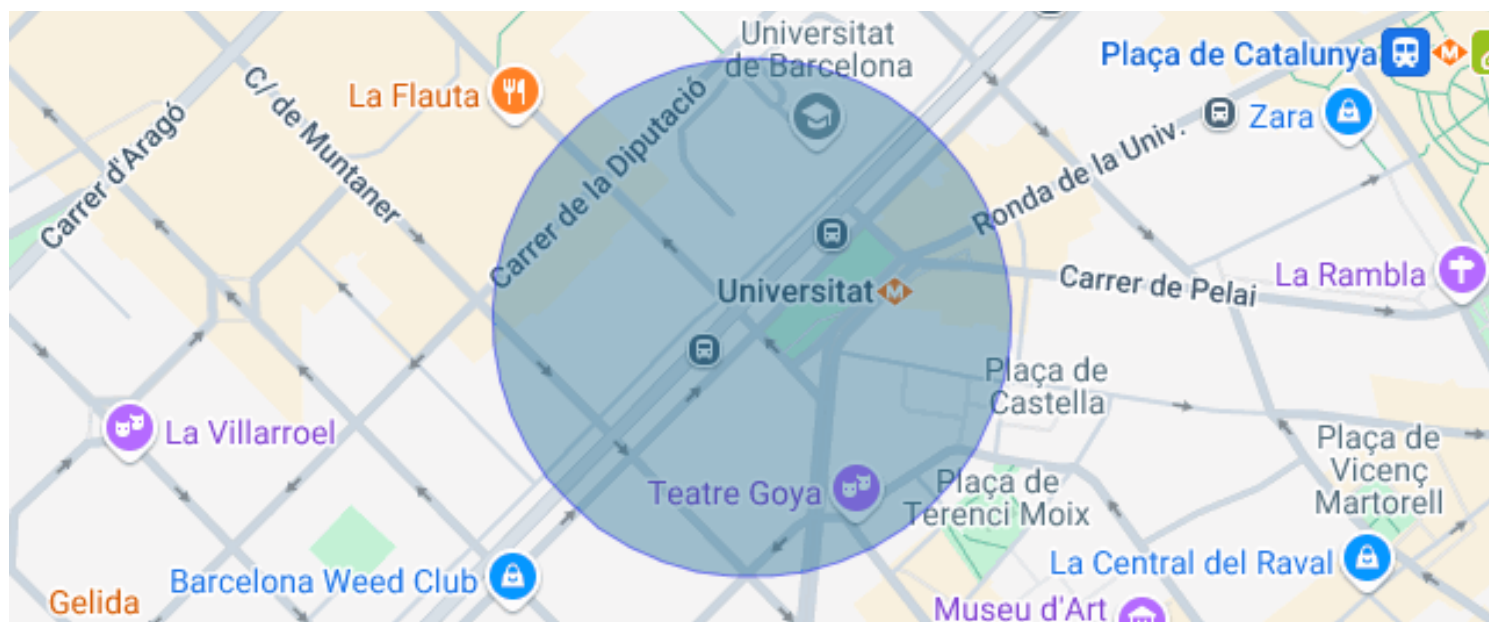 Universitat
de Barcelona
Plaça de Catalunya
La Flauta
C/ de Muntaner
Carrer d'Aragó
Carrer de la Diputació
Zara
Ronda de la Univ.
Universitat
M
M
Carrer de Pelai
La Rambla
Plaça de
Castella
La Villarroel
Plaça de
Vicenç
Martorell
Teatre Goya
Plaça de
Terenci Moix
La Central del Raval
Barcelona Weed Club
Gelida
Museu d'Art